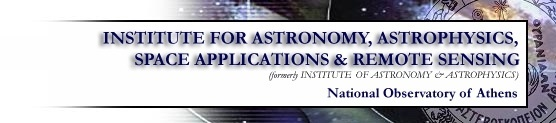 INSTITUTE FOR ASTRONOMY, ASTROPHYSICS,
SPACE APPLICATIONS & REMOTE SENSING
(formerly INSTITUTE OF ASTRONOMY & ASTROPHYSICS)
National Observatory of Athens